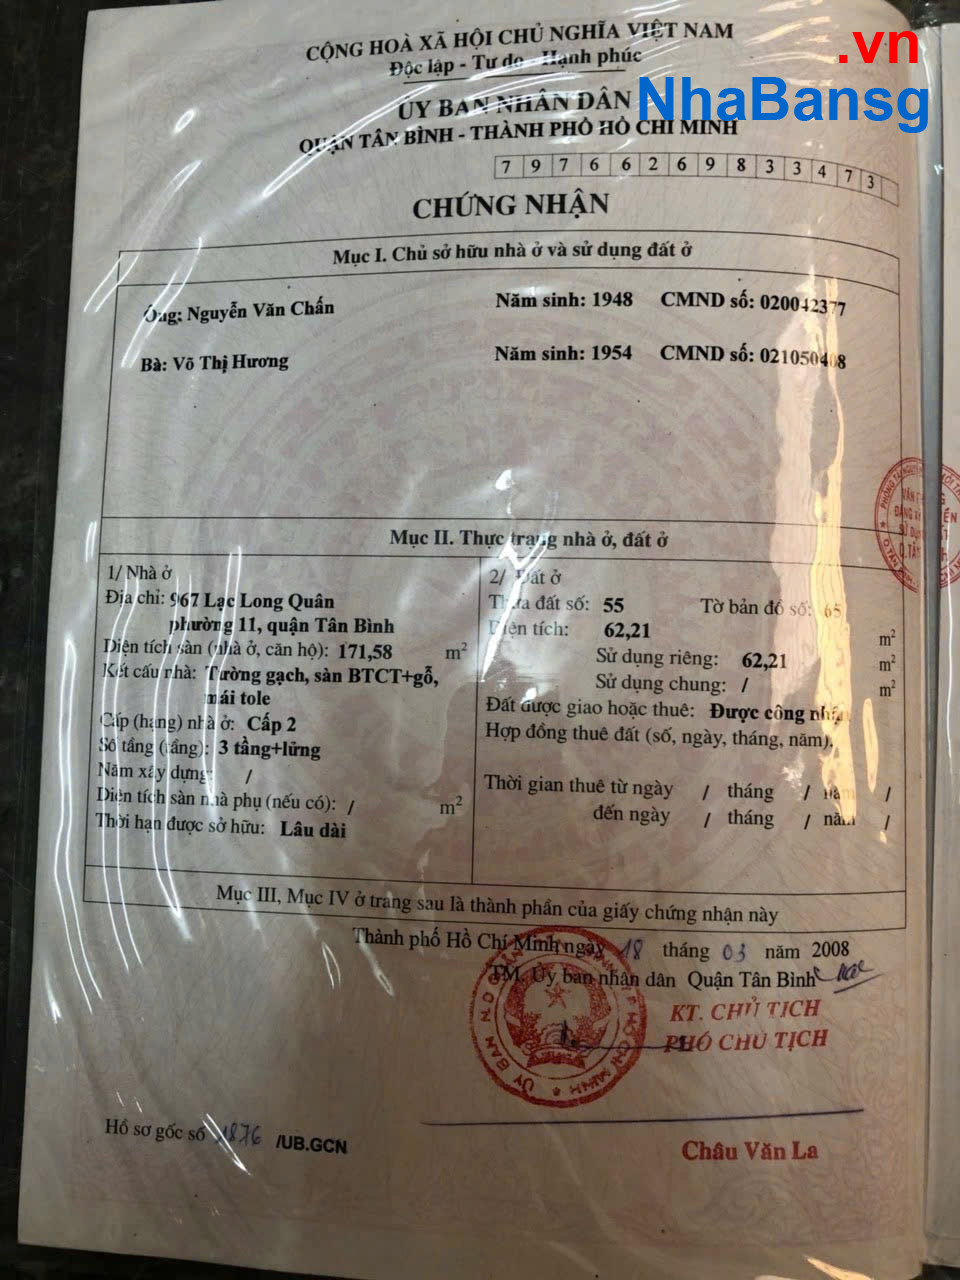 CỘNG HOÀ XÃ HỘI CHỦ NGHĨA VIỆT NAM
.vn
Độc lập - Tự do - Hạnh phúc
NhaBansg
ỦY BAN NHÂN DÂN
QUẬN TÂN BÌNH - THÀNH PHỐ HỒ CHÍ MINH
7 9 7 6 6 2 6 9 8 3 3 4 7 3
CHỨNG NHẬN
Mục I. Chủ sở hữu nhà ở và sử dụng đất ở
Ông: Nguyễn Văn Chấn Năm sinh: 1948 CMND số: 020042377
Bà: Võ Thị Hương Năm sinh: 1954 CMND số: 021050408
Mục II. Thực trạng nhà ở, đất ở
1/ Nhà ở
Địa chỉ: 967 Lạc Long Quân
phường 11, quận Tân Bình
Diện tích sàn (nhà ở, căn hộ): 171,58 m²
Kết cấu nhà: Tường gạch, sàn BTCT+gỗ,
mái tole
Cấp (hạng) nhà ở: Cấp 2
Số tầng (tầng): 3 tầng+lửng
Năm xây dựng: /
Diện tích sàn nhà phụ (nếu có): / m²
Thời hạn được sở hữu: Lâu dài
2/ Đất ở
Thửa đất số: 55 Tờ bản đồ số: 65
Diện tích: 62,21 m²
Sử dụng riêng: 62,21 m²
Sử dụng chung: / m²
Đất được giao hoặc thuê: Được công nhận
Hợp đồng thuê đất (số, ngày, tháng, năm).
Thời gian thuê từ ngày / tháng / năm /
đến ngày / tháng / năm /
Mục III, Mục IV ở trang sau là thành phần của giấy chứng nhận này
Thành phố Hồ Chí Minh ngày 18 tháng 03 năm 2008
TM. Ủy ban nhân dân Quận Tân Bình
KT. CHỦ TỊCH
PHÓ CHỦ TỊCH
Hồ sơ gốc số 1876 /UB.GCN
Châu Văn La